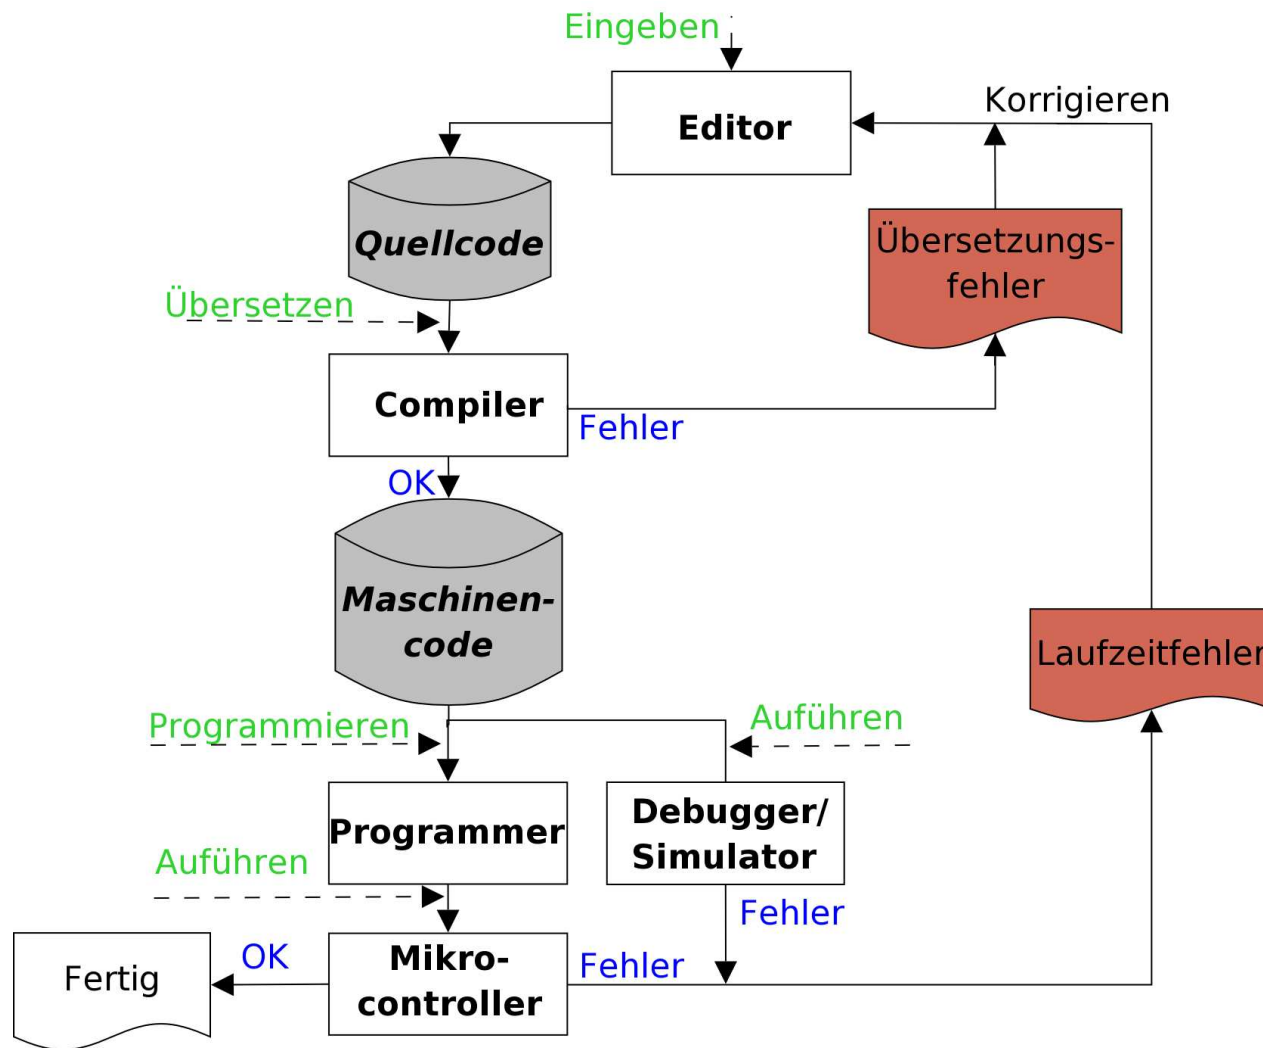 Eingeben
Editor
Korrigieren
Quellcode
Übersetzungs-
fehler
Übersetzen
Compiler
Fehler
OK
Maschinen-
code
Laufzeitfehler
Programmieren
Auführen
Programmer
Debugger/
Simulator
Auführen
Fehler
Mikro-
controller
OK
Fehler
Fertig